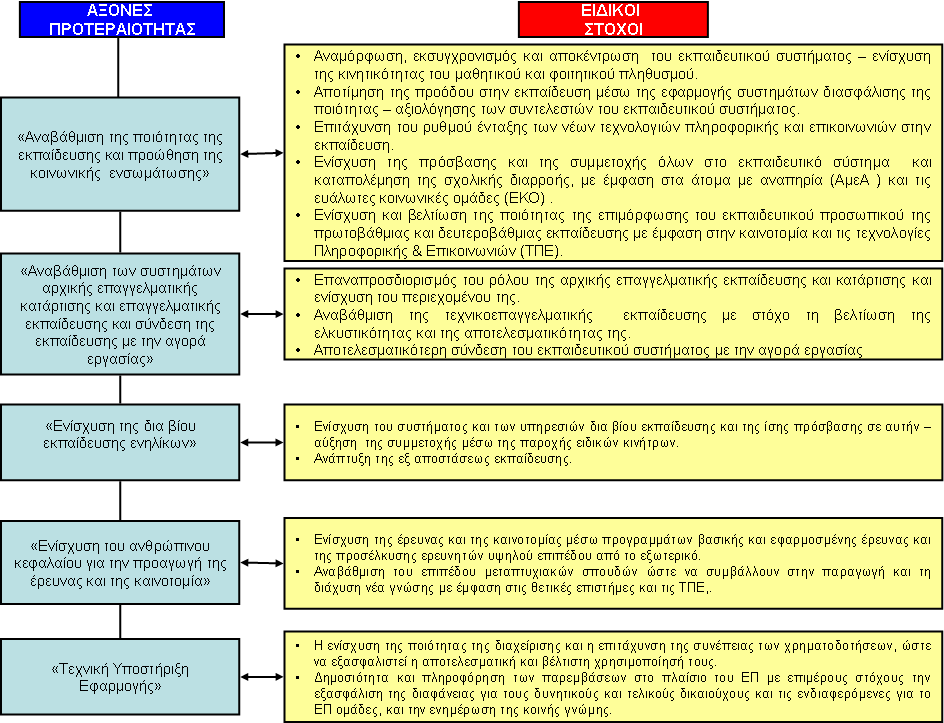 ΑΞΟΝΕΣ
ΠΡΟΤΕΡΑΙΟΤΗΤΑΣ
ΕΙΔΙΚΟΙ
ΣΤΟΧΟΙ
«Αναβάθμιση της ποιότητας της
εκπαίδευσης και προώθηση της
κοινωνικής ενσωμάτωσης»
• Αναμόρφωση, εκσυγχρονισμός και αποκέντρωση του εκπαιδευτικού συστήματος – ενίσχυση
της κινητικότητας του μαθητικού και φοιτητικού πληθυσμού.
• Αποτίμηση της προόδου στην εκπαίδευση μέσω της εφαρμογής συστημάτων διασφάλισης της
ποιότητας – αξιολόγησης των συντελεστών του εκπαιδευτικού συστήματος.
• Επιτάχυνση του ρυθμού ένταξης των νέων τεχνολογιών πληροφορικής και επικοινωνιών στην
εκπαίδευση.
• Ενίσχυση της πρόσβασης και της συμμετοχής όλων στο εκπαιδευτικό σύστημα και
καταπολέμηση της σχολικής διαρροής, με έμφαση στα άτομα με αναπηρία (ΑμεΑ ) και τις
ευάλωτες κοινωνικές ομάδες (ΕΚΟ) .
• Ενίσχυση και βελτίωση της ποιότητας της επιμόρφωσης του εκπαιδευτικού προσωπικού της
πρωτοβάθμιας και δευτεροβάθμιας εκπαίδευσης με έμφαση στην καινοτομία και τις τεχνολογίες
Πληροφορικής & Επικοινωνιών (ΤΠΕ).
«Αναβάθμιση των συστημάτων
αρχικής επαγγελματικής
κατάρτισης και επαγγελματικής
εκπαίδευσης και σύνδεση της
εκπαίδευσης με την αγορά
εργασίας»
• Επαναπροσδιορισμός του ρόλου της αρχικής επαγγελματικής εκπαίδευσης και κατάρτισης και
ενίσχυση του περιεχομένου της.
• Αναβάθμιση της τεχνικοεπαγγελματικής εκπαίδευσης με στόχο τη βελτίωση της
ελκυστικότητας και της αποτελεσματικότητας της.
• Αποτελεσματικότερη σύνδεση του εκπαιδευτικού συστήματος με την αγορά εργασίας
«Ενίσχυση της δια βίου
εκπαίδευσης ενηλίκων»
• Ενίσχυση του συστήματος και των υπηρεσιών δια βίου εκπαίδευσης και της ίσης πρόσβασης σε αυτήν –
αύξηση της συμμετοχής μέσω της παροχής ειδικών κινήτρων.
• Ανάπτυξη της εξ αποστάσεως εκπαίδευσης.
«Ενίσχυση του ανθρώπινου
κεφαλαίου για την προαγωγή της
έρευνας και της καινοτομία»
• Ενίσχυση της έρευνας και της καινοτομίας μέσω προγραμμάτων βασικής και εφαρμοσμένης έρευνας και
της προσέλκυσης ερευνητών υψηλού επιπέδου από το εξωτερικό.
• Αναβάθμιση του επιπέδου μεταπτυχιακών σπουδών ώστε να συμβάλλουν στην παραγωγή και τη
διάχυση νέα γνώσης με έμφαση στις θετικές επιστήμες και τις ΤΠΕ,.
«Τεχνική Υποστήριξη
Εφαρμογής»
• Η ενίσχυση της ποιότητας της διαχείρισης και η επιτάχυνση της συνέπειας των χρηματοδοτήσεων, ώστε
να εξασφαλιστεί η αποτελεσματική και βέλτιστη χρησιμοποίησή τους.
• Δημοσιότητα και πληροφόρηση των παρεμβάσεων στο πλαίσιο του ΕΠ με επιμέρους στόχους την
εξασφάλιση της διαφάνειας για τους δυνητικούς και τελικούς δικαιούχους και τις ενδιαφερόμενες για το
ΕΠ ομάδες, και την ενημέρωση της κοινής γνώμης.